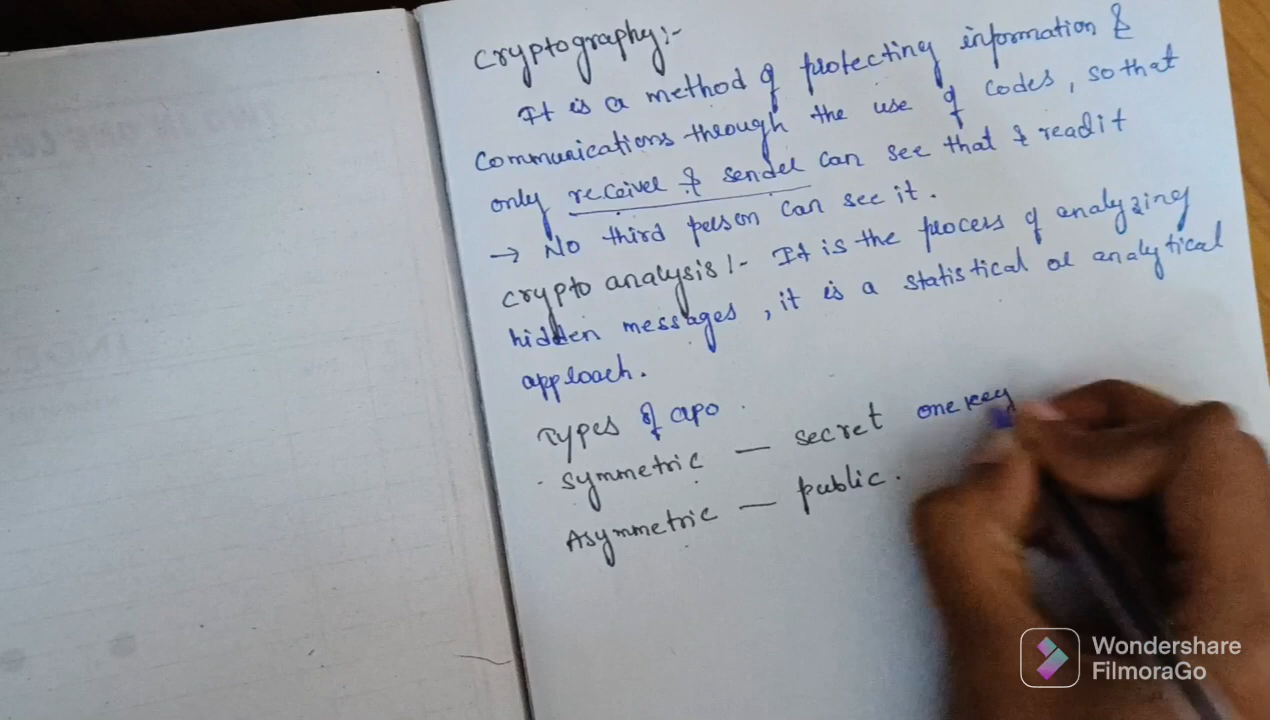 Cryptography:-
It is a method of protecting information &
Communications through the use of codes, so that
only receiver & sender can see that & read it
→ No third person can see it.
Crypto analysis:- It is the process of analyzing
hidden messages, it is a statistical or analytical
approach.
Types of apo
Symmetric — secret one key
Asymmetric — public.
Wondershare
FilmoraGo